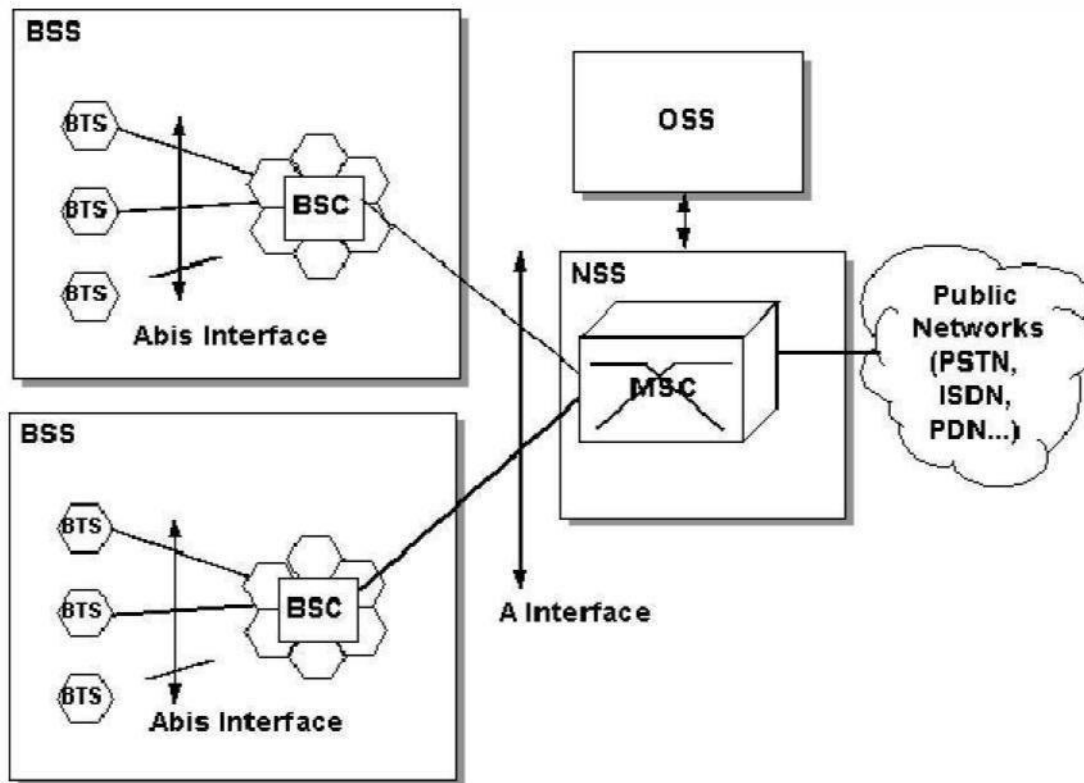 BSS
BTS
BTS
BTS
BSC
Abis Interface
OSS
NSS
MSC
Public
Networks
(PSTN,
ISDN,
PDN...)
A Interface
BSS
BTS
BTS
BTS
BSC
Abis Interface